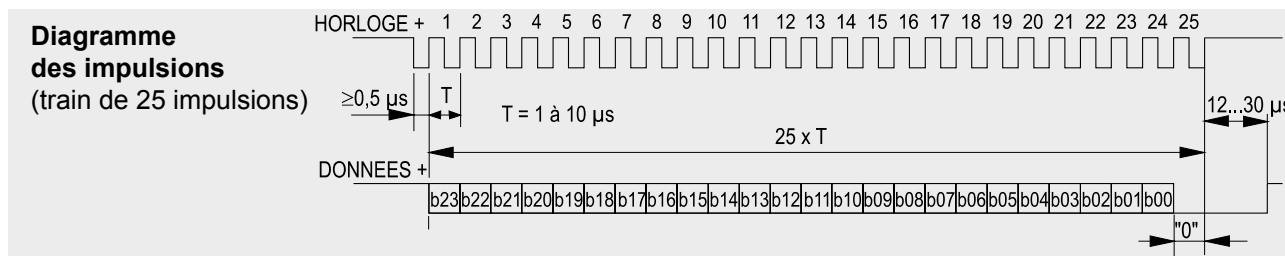 Diagramme
des impulsions
(train de 25 impulsions)
HORLOGE + 1 2 3 4 5 6 7 8 9 10 11 12 13 14 15 16 17 18 19 20 21 22 23 24 25
≥0,5 µs T T = 1 à 10 µs 12...30 µs
25 x T
DONNEES +
b23 b22 b21 b20 b19 b18 b17 b16 b15 b14 b13 b12 b11 b10 b09 b08 b07 b06 b05 b04 b03 b02 b01 b00
"0"